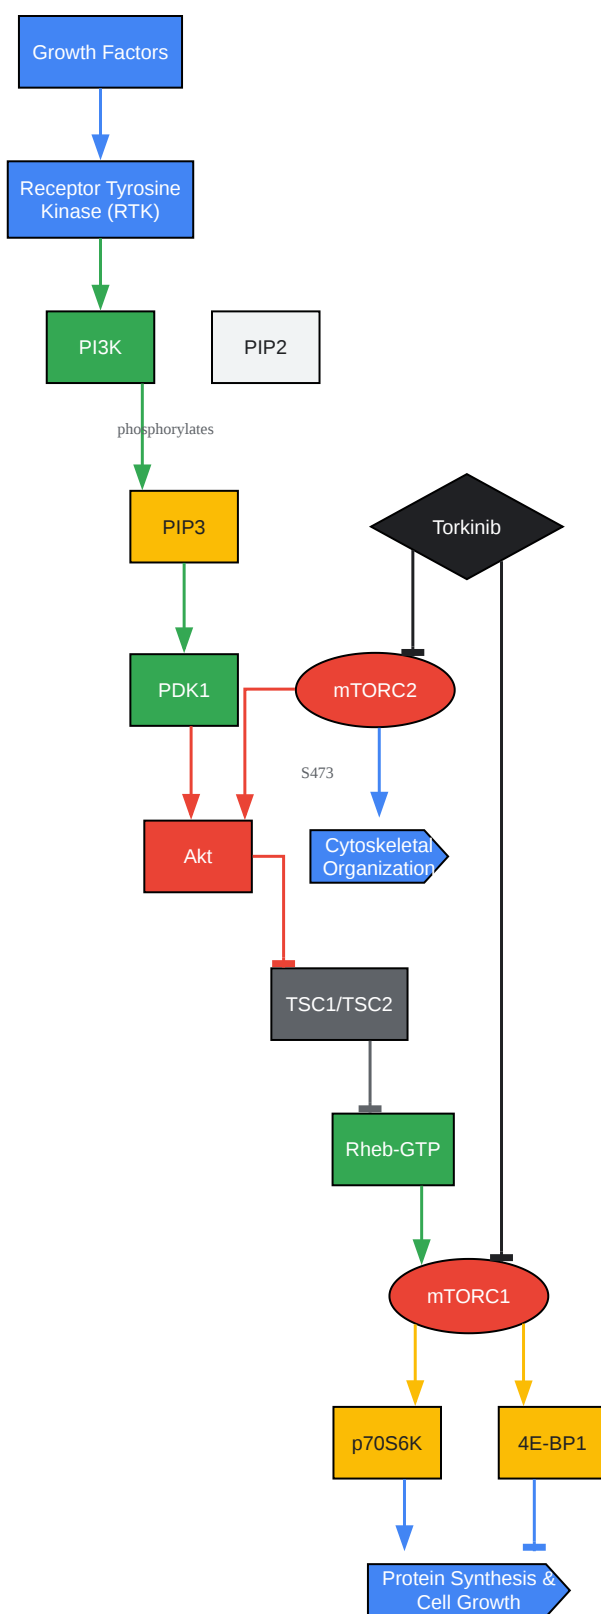 Growth Factors
Receptor Tyrosine
Kinase (RTK)
PI3K
PIP2
phosphorylates
PIP3
Torkinib
PDK1
mTORC2
S473
Cytoskeletal
Organization
Akt
TSC1/TSC2
Rheb-GTP
mTORC1
p70S6K
4E-BP1
Protein Synthesis &
Cell Growth